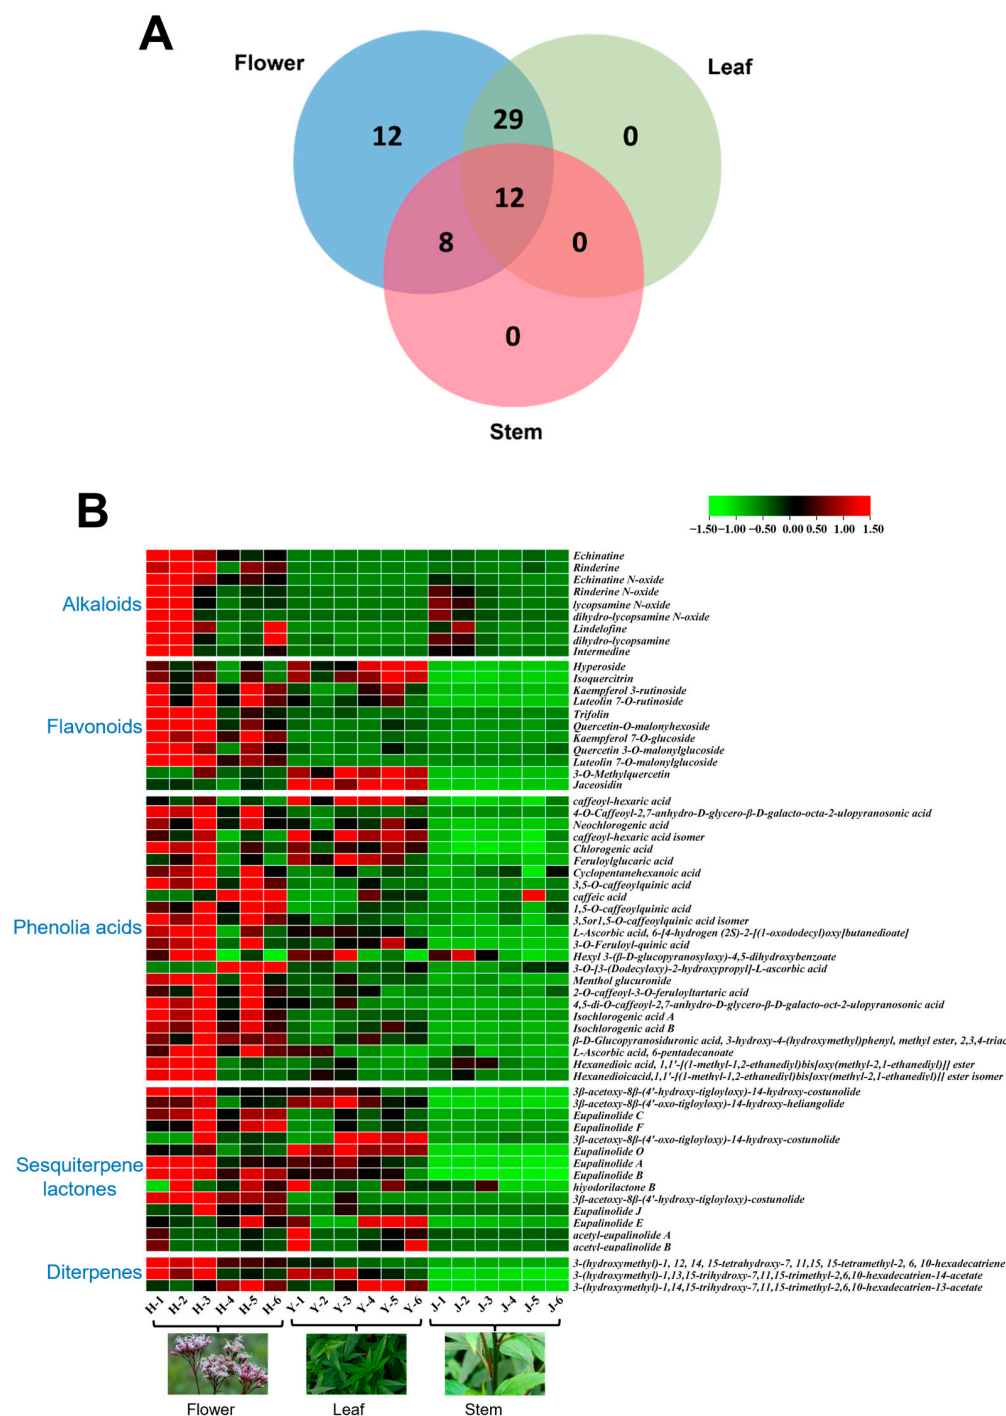 A
Flower
Leaf
12
29
0
12
8
0
0
Stem
B
−1.50 −1.00 −0.50 0.00 0.50 1.00 1.50
Alkaloids
Echinatine
Rinderine
Echinatine N-oxide
Rinderine N-oxide
lycopsamine N-oxide
dihydro-lycopsamine N-oxide
Lindelofine
dihydro-lycopsamine
Intermedine
Flavonoids
Hyperoside
Isoquercitrin
Kaempferol 3-rutinoside
Luteolin 7-O-rutinoside
Trifolin
Quercetin-O-malonyhexoside
Kaempferol 7-O-glucoside
Quercetin 3-O-malonylglucoside
Luteolin 7-O-malonylglucoside
3-O-Methylquercetin
Jaceosidin
Phenolia acids
caffeoyl-hexaric acid
4-O-Caffeoyl-2,7-anhydro-D-glycero-β-D-galacto-octa-2-ulopyranosonic acid
Neochlorogenic acid
caffeoyl-hexaric acid isomer
Chlorogenic acid
Feruloylglucaric acid
Cyclopentanehexanoic acid
3,5-O-caffeoylquinic acid
caffeic acid
1,5-O-caffeoylquinic acid
3,5or1,5-O-caffeoylquinic acid isomer
L-Ascorbic acid, 6-[4-hydrogen (2S)-2-[(1-oxododecyl)oxy]butanedioate]
3-O-Feruloyl-quinic acid
Hexyl 3-(β-D-glucopyranosyloxy)-4,5-dihydroxybenzoate
3-O-[3-(Dodecyloxy)-2-hydroxypropyl]-L-ascorbic acid
Menthol glucuronide
2-O-caffeoyl-3-O-feruloyltartaric acid
4,5-di-O-caffeoyl-2,7-anhydro-D-glycero-β-D-galacto-oct-2-ulopyranosonic acid
Isochlorogenic acid A
Isochlorogenic acid B
β-D-Glucopyranosiduronic acid, 3-hydroxy-4-(hydroxymethyl)phenyl, methyl ester, 2,3,4-triac
L-Ascorbic acid, 6-pentadecanoate
Hexanedioic acid, 1,1'-[(1-methyl-1,2-ethanediyl)bis[oxy(methyl-2,1-ethanediyl)]] ester
Hexanedioicacid,1,1'-[(1-methyl-1,2-ethanediyl)bis[oxy(methyl-2,1-ethanediyl)]] ester isomer
Sesquiterpene
lactones
3β-acetoxy-8β-(4'-hydroxy-tigloyloxy)-14-hydroxy-costunolide
3β-acetoxy-8β-(4'-oxo-tigloyloxy)-14-hydroxy-heliangolide
Eupalinolide C
Eupalinolide F
3β-acetoxy-8β-(4'-oxo-tigloyloxy)-14-hydroxy-costunolide
Eupalinolide O
Eupalinolide A
Eupalinolide B
hiyodorilactone B
3β-acetoxy-8β-(4'-hydroxy-tigloyloxy)-costunolide
Eupalinolide J
Eupalinolide E
acetyl-eupalinolide A
acetyl-eupalinolide B
Diterpenes
3-(hydroxymethyl)-1, 12, 14, 15-tetrahydroxy-7, 11,15, 15-tetramethyl-2, 6, 10-hexadecatriene
3-(hydroxymethyl)-1,13,15-trihydroxy-7,11,15-trimethyl-2,6,10-hexadecatrien-14-acetate
3-(hydroxymethyl)-1,14,15-trihydroxy-7,11,15-trimethyl-2,6,10-hexadecatrien-13-acetate
H-1 H-2 H-3 H-4 H-5 H-6 Y-1 Y-2 Y-3 Y-4 Y-5 Y-6 J-1 J-2 J-3 J-4 J-5 J-6
Flower Leaf Stem